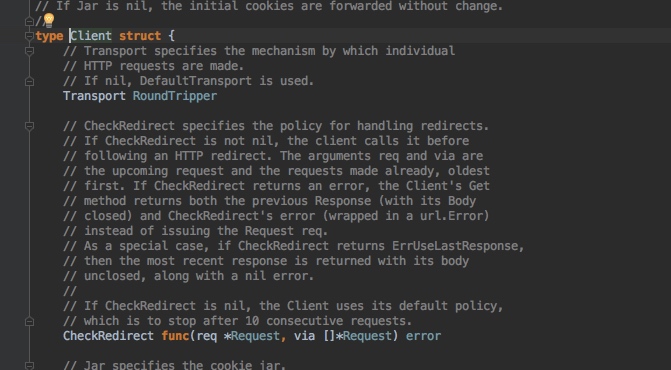 // If Jar is nil, the initial cookies are forwarded without change.
//
type Client struct {
// Transport specifies the mechanism by which individual
// HTTP requests are made.
// If nil, DefaultTransport is used.
Transport RoundTripper
// CheckRedirect specifies the policy for handling redirects.
// If CheckRedirect is not nil, the client calls it before
// following an HTTP redirect. The arguments req and via are
// the upcoming request and the requests made already, oldest
// first. If CheckRedirect returns an error, the Client's Get
// method returns both the previous Response (with its Body
// closed) and CheckRedirect's error (wrapped in a url.Error)
// instead of issuing the Request req.
// As a special case, if CheckRedirect returns ErrUseLastResponse,
// then the most recent response is returned with its body
// unclosed, along with a nil error.
//
// If CheckRedirect is nil, the Client uses its default policy,
// which is to stop after 10 consecutive requests.
CheckRedirect func(req *Request, via []*Request) error
// Jar specifies the cookie jar.